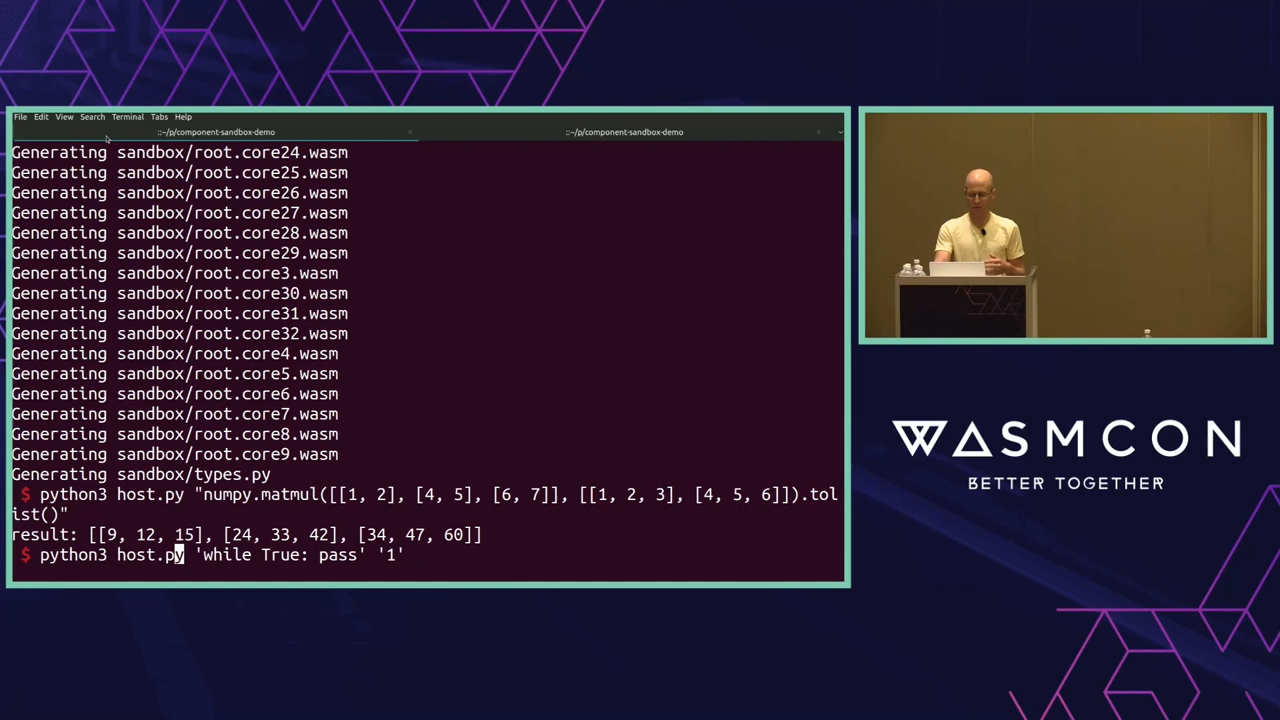 File Edit View Search Terminal Tabs Help
::~/p/component-sandbox-demo
::~/p/component-sandbox-demo
Generating sandbox/root.core24.wasm
Generating sandbox/root.core25.wasm
Generating sandbox/root.core26.wasm
Generating sandbox/root.core27.wasm
Generating sandbox/root.core28.wasm
Generating sandbox/root.core29.wasm
Generating sandbox/root.core3.wasm
Generating sandbox/root.core30.wasm
Generating sandbox/root.core31.wasm
Generating sandbox/root.core32.wasm
Generating sandbox/root.core4.wasm
Generating sandbox/root.core5.wasm
Generating sandbox/root.core6.wasm
Generating sandbox/root.core7.wasm
Generating sandbox/root.core8.wasm
Generating sandbox/root.core9.wasm
Generating sandbox/types.py
$ python3 host.py "numpy.matmul([[1, 2], [4, 5], [6, 7]], [[1, 2, 3], [4, 5, 6]]).tol
ist()"
result: [[9, 12, 15], [24, 33, 42], [34, 47, 60]]
$ python3 host.py 'while True: pass' '1'
WASMCON
BETTER TOGETHER